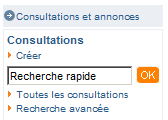 Consultations et annonces
Consultations
Créer
Recherche rapide OK
Toutes les consultations
Recherche avancée